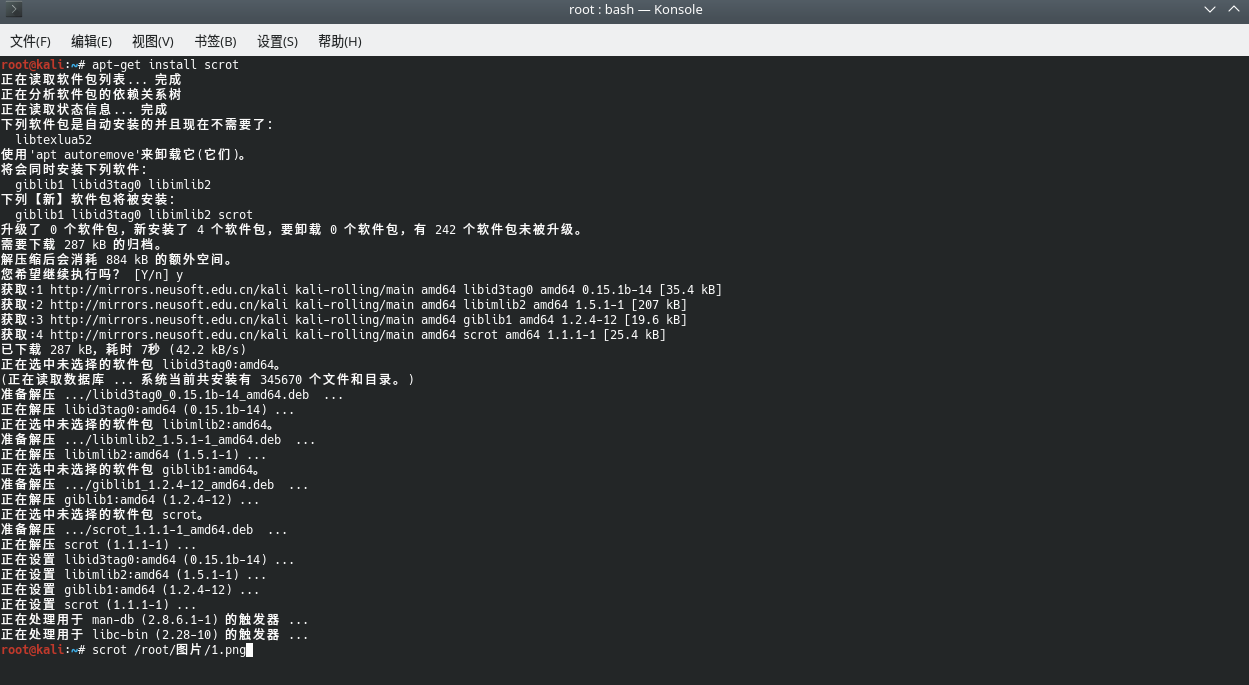 root : bash — Konsole
文件(F) 编辑(E) 视图(V) 书签(B) 设置(S) 帮助(H)
root@kali:~# apt-get install scrot
正在读取软件包列表... 完成
正在分析软件包的依赖关系树
正在读取状态信息... 完成
下列软件包是自动安装的并且现在不需要了：
  libtexlua52
使用'apt autoremove'来卸载它(它们)。
将会同时安装下列软件：
  giblib1 libid3tag0 libimlib2
下列【新】软件包将被安装：
  giblib1 libid3tag0 libimlib2 scrot
升级了 0 个软件包，新安装了 4 个软件包，要卸载 0 个软件包，有 242 个软件包未被升级。
需要下载 287 kB 的归档。
解压缩后会消耗 884 kB 的额外空间。
您希望继续执行吗？ [Y/n] y
获取:1 http://mirrors.neusoft.edu.cn/kali kali-rolling/main amd64 libid3tag0 amd64 0.15.1b-14 [35.4 kB]
获取:2 http://mirrors.neusoft.edu.cn/kali kali-rolling/main amd64 libimlib2 amd64 1.5.1-1 [207 kB]
获取:3 http://mirrors.neusoft.edu.cn/kali kali-rolling/main amd64 giblib1 amd64 1.2.4-12 [19.6 kB]
获取:4 http://mirrors.neusoft.edu.cn/kali kali-rolling/main amd64 scrot amd64 1.1.1-1 [25.4 kB]
已下载 287 kB，耗时 7秒 (42.2 kB/s)
正在选中未选择的软件包 libid3tag0:amd64。
(正在读取数据库 ... 系统当前共安装有 345670 个文件和目录。)
准备解压 .../libid3tag0_0.15.1b-14_amd64.deb  ...
正在解压 libid3tag0:amd64 (0.15.1b-14) ...
正在选中未选择的软件包 libimlib2:amd64。
准备解压 .../libimlib2_1.5.1-1_amd64.deb  ...
正在解压 libimlib2:amd64 (1.5.1-1) ...
正在选中未选择的软件包 giblib1:amd64。
准备解压 .../giblib1_1.2.4-12_amd64.deb  ...
正在解压 giblib1:amd64 (1.2.4-12) ...
正在选中未选择的软件包 scrot。
准备解压 .../scrot_1.1.1-1_amd64.deb  ...
正在解压 scrot (1.1.1-1) ...
正在设置 libid3tag0:amd64 (0.15.1b-14) ...
正在设置 libimlib2:amd64 (1.5.1-1) ...
正在设置 giblib1:amd64 (1.2.4-12) ...
正在设置 scrot (1.1.1-1) ...
正在处理用于 man-db (2.8.6.1-1) 的触发器 ...
正在处理用于 libc-bin (2.28-10) 的触发器 ...
root@kali:~# scrot /root/图片/1.png